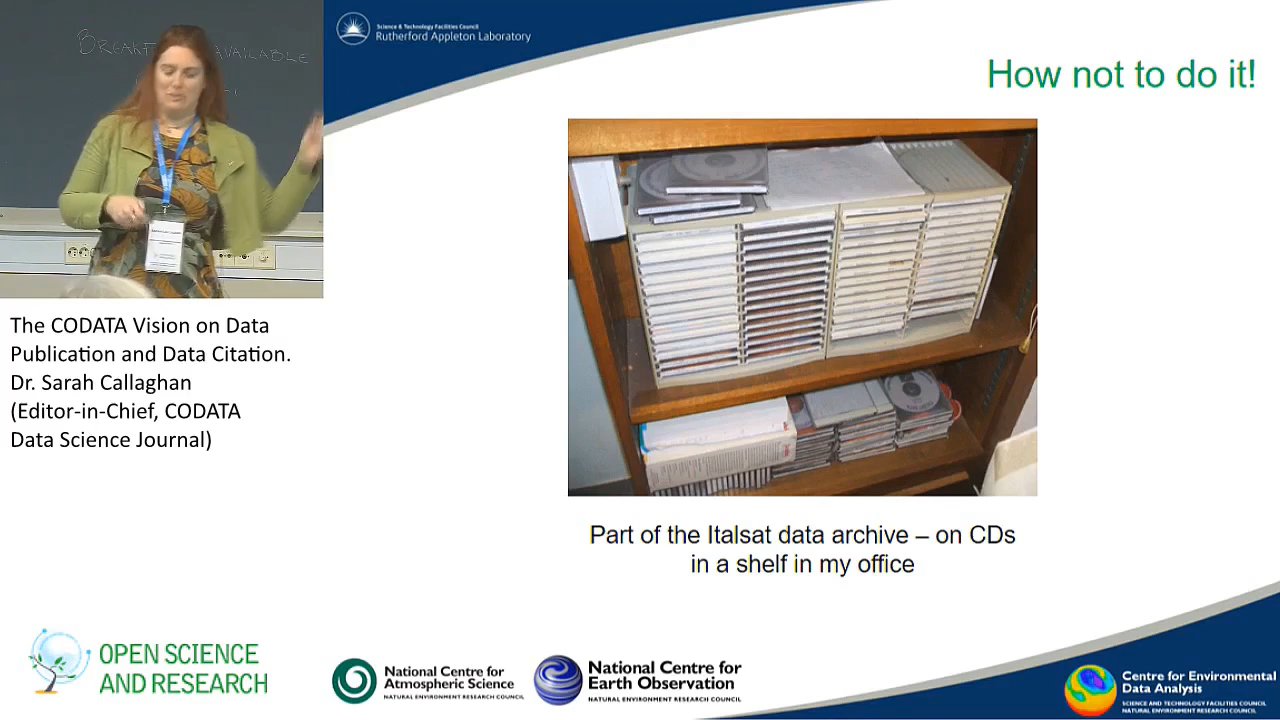 BREAKF
AVAILABLE
Science & Technology Facilities Council
Rutherford Appleton Laboratory
How not to do it!
The CODATA Vision on Data
Publication and Data Citation.
Dr. Sarah Callaghan
(Editor-in-Chief, CODATA
Data Science Journal)
Part of the Italsat data archive – on CDs
in a shelf in my office
OPEN SCIENCE
AND RESEARCH
National Centre for
Atmospheric Science
NATURAL ENVIRONMENT RESEARCH COUNCIL
National Centre for
Earth Observation
NATURAL ENVIRONMENT RESEARCH COUNCIL
Centre for Environmental
Data Analysis
SCIENCE AND TECHNOLOGY FACILITIES COUNCIL
NATURAL ENVIRONMENT RESEARCH COUNCIL